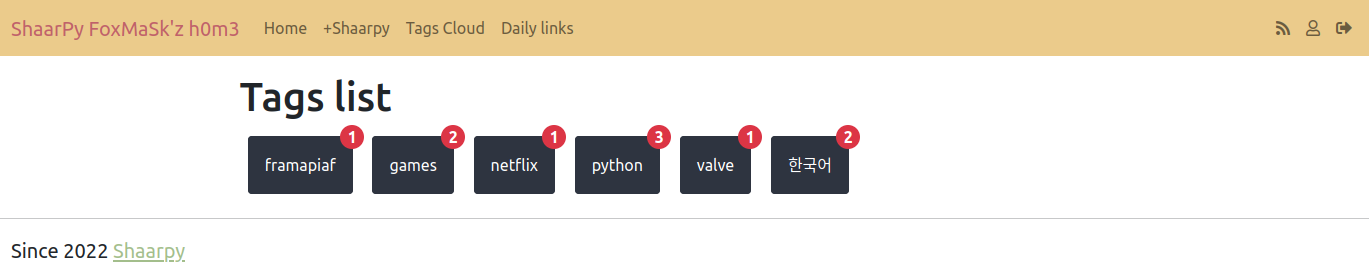 ShaarPy FoxMaSk'z h0m3 Home +Shaarpy Tags Cloud Daily links
Tags list
1 2 1 3 1 2
framapiaf games netflix python valve 한국어
Since 2022 Shaarpy